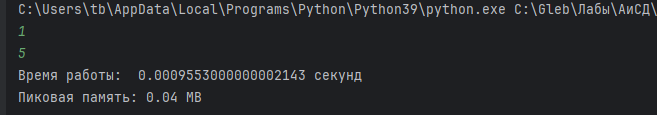 C:\Users\tb\AppData\Local\Programs\Python\Python39\python.exe C:\Gleb\Лабы\АиСД\
1
5
Время работы:  0.0009553000000002143 секунд
Пиковая память: 0.04 MB